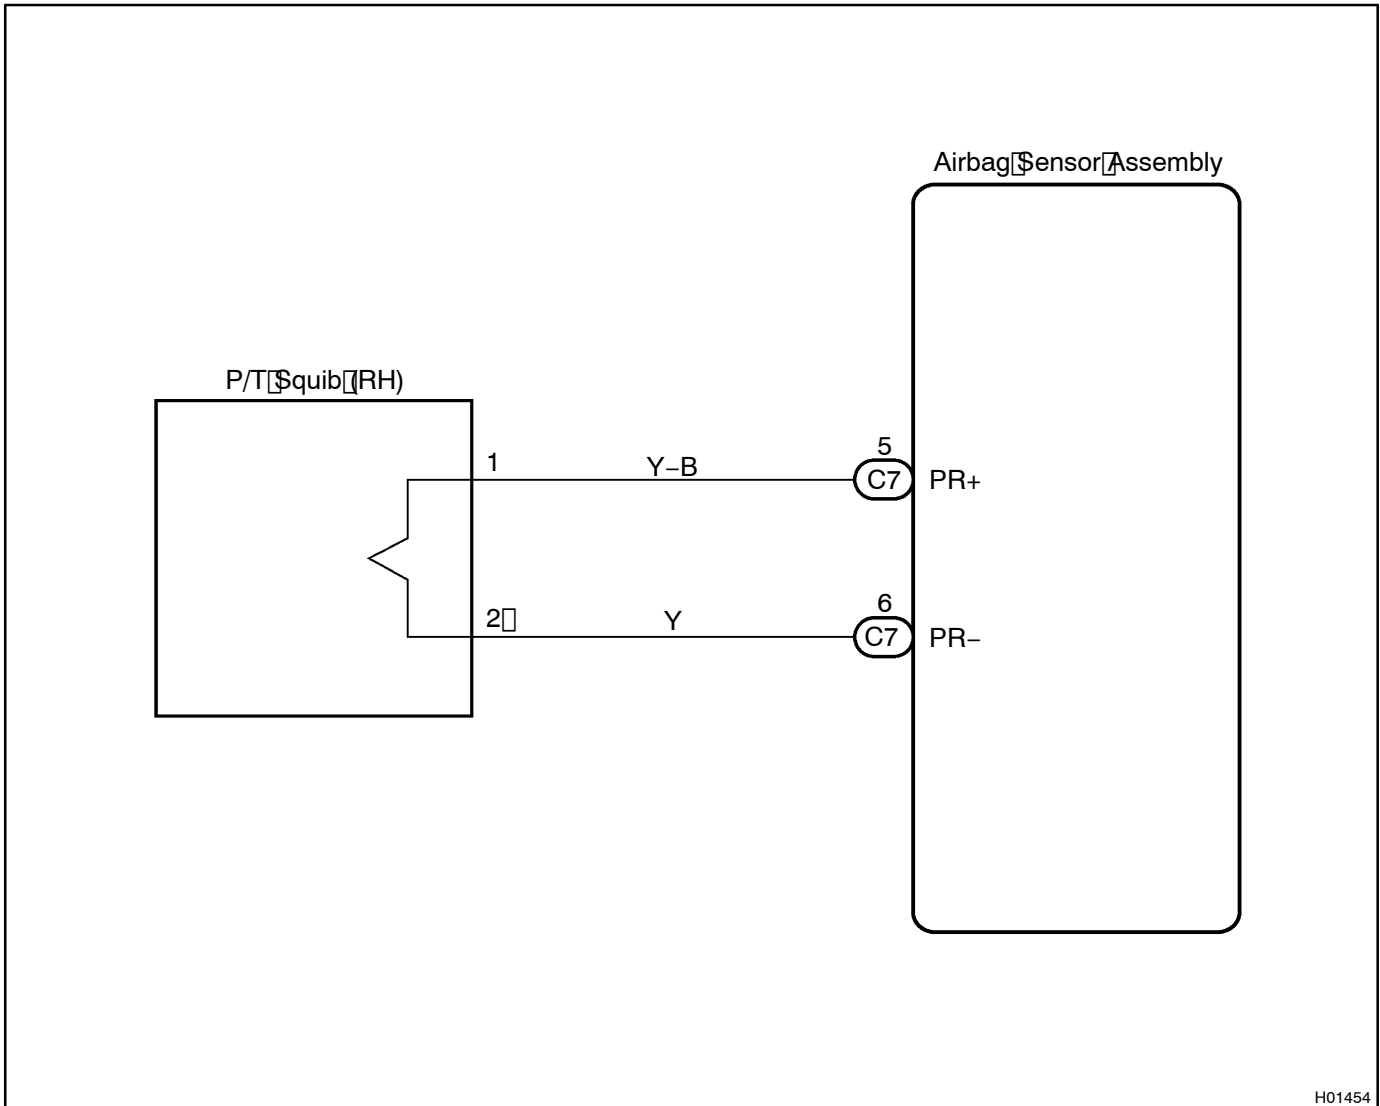 Airbag Sensor Assembly
P/T Squib (RH)
1
Y−B
5
C7
PR+
2
Y
6
C7
PR−
H01454